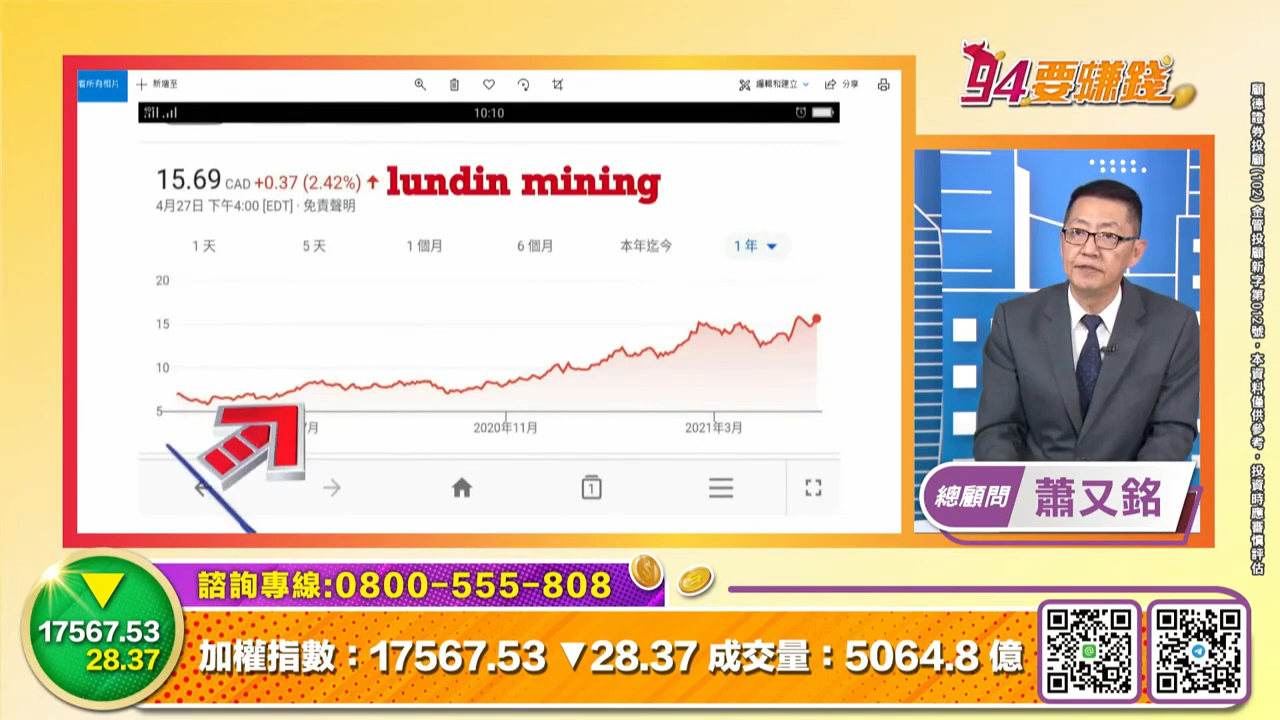 94要賺錢
看所有相片
新增至
編輯和建立
分享
10:10
15.69 CAD +0.37 (2.42%) ↑
lundin mining
4月27日 下午4:00 [EDT] · 免責聲明
1 天
5 天
1 個月
6 個月
本年迄今
1 年
20
15
10
5
月
2020年11月
2021年3月
1
總顧問 蕭又銘
顧德證券投顧(102)金管投顧新字第012號,本資料僅供參考,投資時應審慎評估
諮詢專線:0800-555-808
17567.53
28.37
加權指數:17567.53 ▼28.37 成交量:5064.8 億